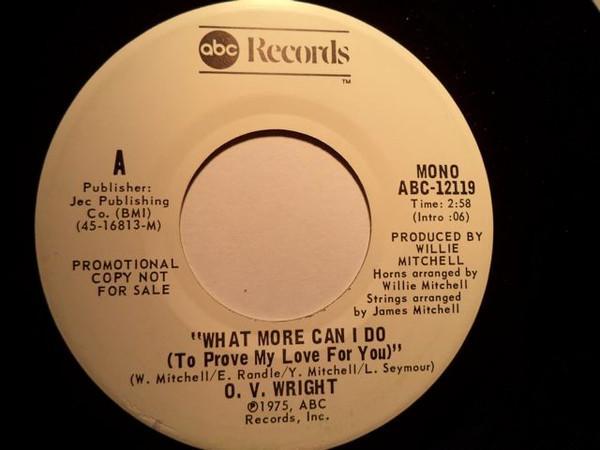 abc Records
TM
A
Publisher:
Jec Publishing
Co. (BMI)
(45-16813-M)
PROMOTIONAL
COPY NOT
FOR SALE
MONO
ABC-12119
Time: 2:58
(Intro :06)
PRODUCED BY
WILLIE
MITCHELL
Horns arranged by
Willie Mitchell
Strings arranged
by James Mitchell
"WHAT MORE CAN I DO
(To Prove My Love For You)"
(W. Mitchell/E. Randle/Y. Mitchell/L. Seymour)
O. V. WRIGHT
℗1975, ABC
Records, Inc.